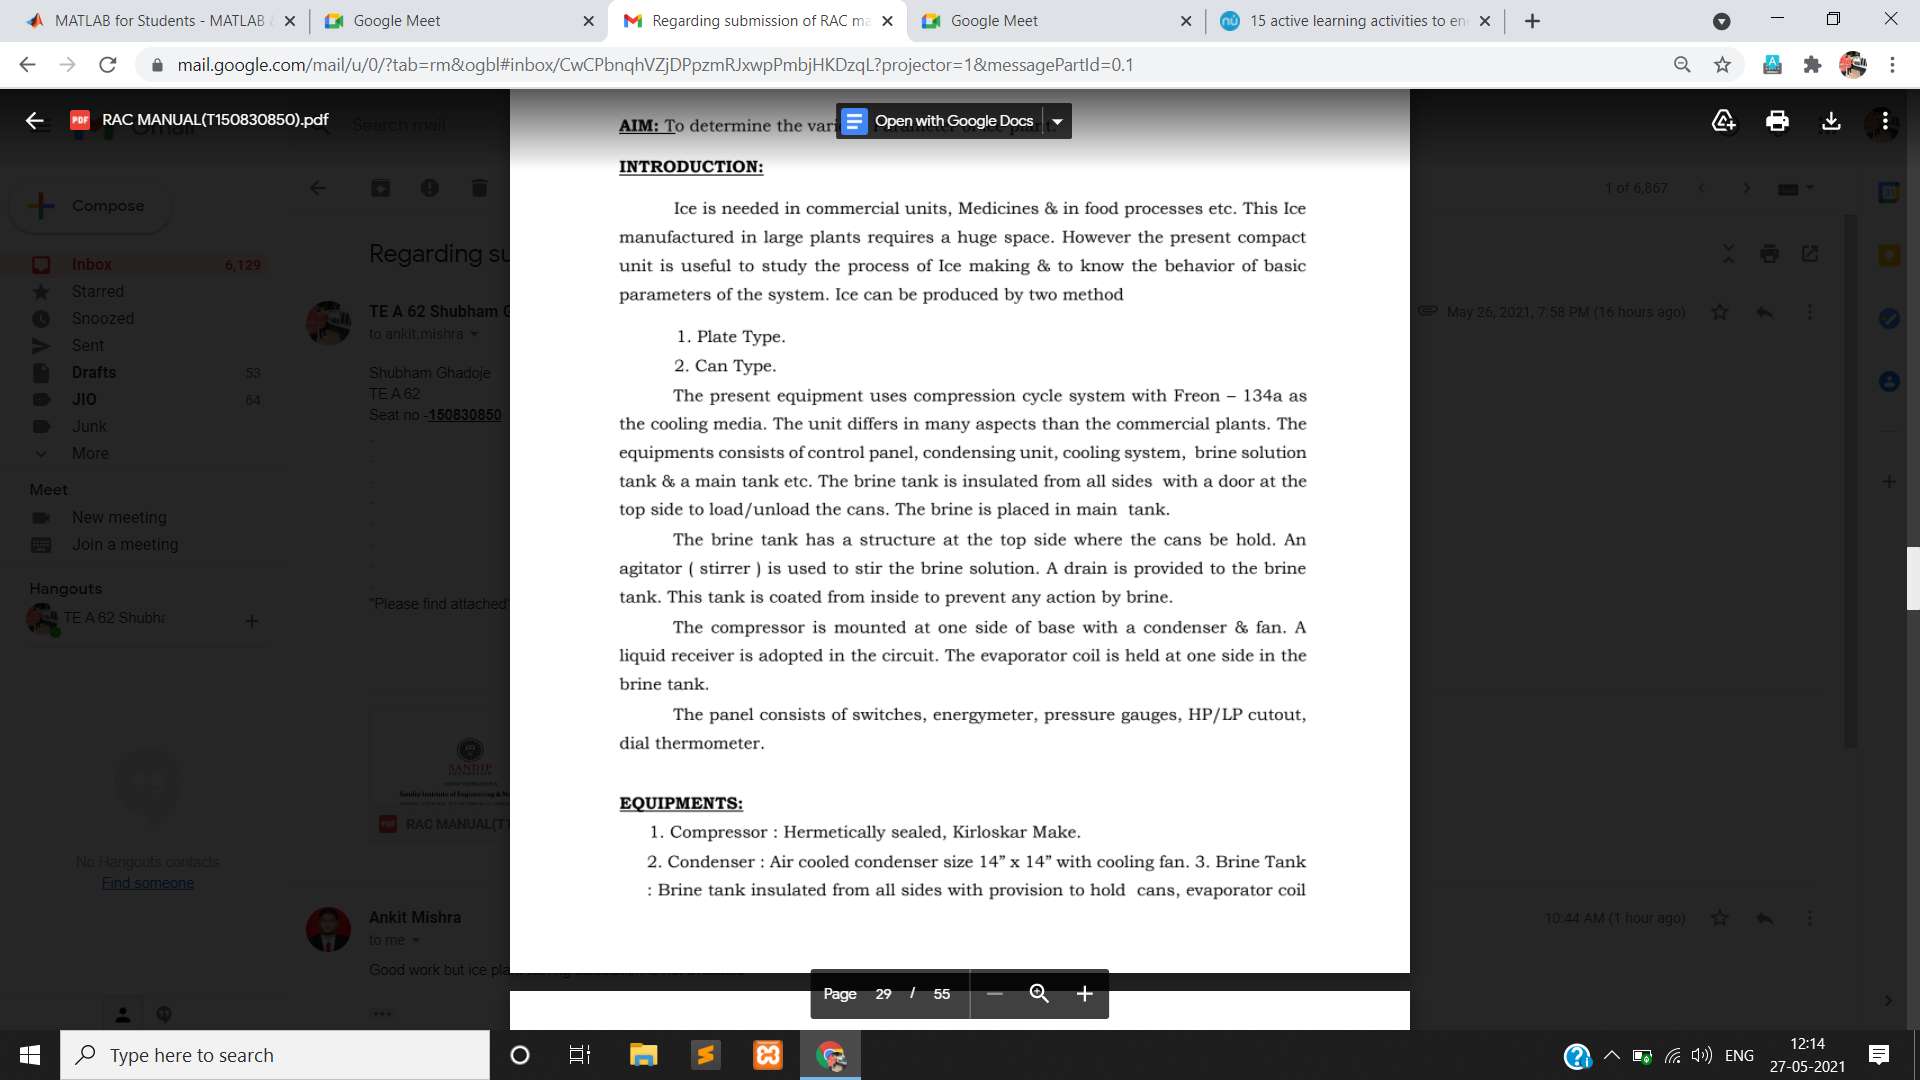 MATLAB for Students - MATLAB &
Google Meet
Regarding submission of RAC ma
Google Meet
15 active learning activities to en
mail.google.com/mail/u/0/?tab=rm&ogbl#inbox/CwCPbnqhVZjDPpzmRJxwpPmbjHKDzqL?projector=1&messagePartId=0.1
PDF RAC MANUAL(T150830850).pdf
Gmail
Search mail
Open with Google Docs
Compose
1 of 6,867
Regarding su
Inbox 6,129
Starred
Snoozed
Sent
Drafts 53
JIO 64
Junk
More
Meet
New meeting
Join a meeting
Hangouts
TE A 62 Shubha
No Hangouts contacts
Find someone
TE A 62 Shubham G
to ankit.mishra
May 26, 2021, 7:58 PM (16 hours ago)
Shubham Ghadoje
TE A 62
Seat no -150830850
"Please find attached"
SANDIP
PDF RAC MANUAL(T
Ankit Mishra
to me
10:44 AM (1 hour ago)
Good work but ice pla
AIM: To determine the vari
INTRODUCTION:
Ice is needed in commercial units, Medicines & in food processes etc. This Ice
manufactured in large plants requires a huge space. However the present compact
unit is useful to study the process of Ice making & to know the behavior of basic
parameters of the system. Ice can be produced by two method
1. Plate Type.
2. Can Type.
The present equipment uses compression cycle system with Freon – 134a as
the cooling media. The unit differs in many aspects than the commercial plants. The
equipments consists of control panel, condensing unit, cooling system, brine solution
tank & a main tank etc. The brine tank is insulated from all sides with a door at the
top side to load/unload the cans. The brine is placed in main tank.
The brine tank has a structure at the top side where the cans be hold. An
agitator ( stirrer ) is used to stir the brine solution. A drain is provided to the brine
tank. This tank is coated from inside to prevent any action by brine.
The compressor is mounted at one side of base with a condenser & fan. A
liquid receiver is adopted in the circuit. The evaporator coil is held at one side in the
brine tank.
The panel consists of switches, energymeter, pressure gauges, HP/LP cutout,
dial thermometer.
EQUIPMENTS:
1. Compressor : Hermetically sealed, Kirloskar Make.
2. Condenser : Air cooled condenser size 14” x 14” with cooling fan. 3. Brine Tank
: Brine tank insulated from all sides with provision to hold cans, evaporator coil
Page 29 / 55
Type here to search
ENG
12:14
27-05-2021